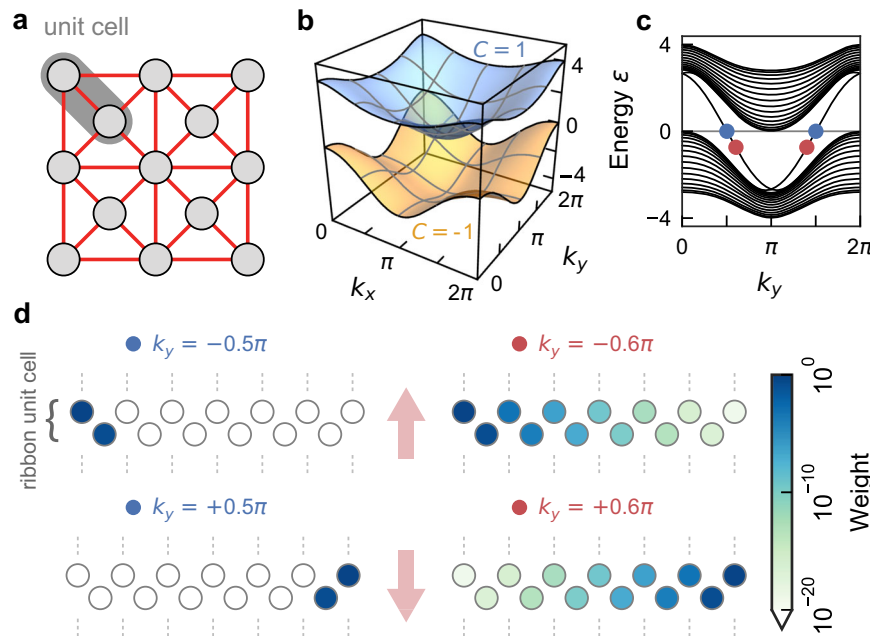 a
unit cell
b
C = 1
C = -1
4
0
−4
0
π
2π
k_x
0
π
2π
k_y
c
Energy ε
4
0
−4
0
π
2π
k_y
d
ribbon unit cell
{
k_y = −0.5π
k_y = −0.6π
k_y = +0.5π
k_y = +0.6π
10^0
10^−10
10^−20
Weight